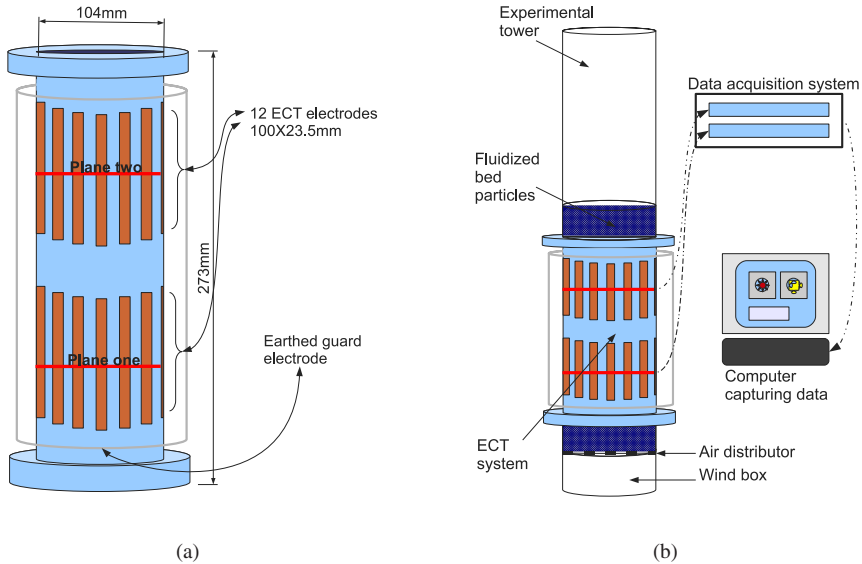 104mm
12 ECT electrodes
100X23.5mm
Plane two
273mm
Plane one
Earthed guard
electrode
(a)
Experimental
tower
Data acquisition system
Fluidized
bed
particles
Computer
capturing data
ECT
system
Air distributor
Wind box
(b)